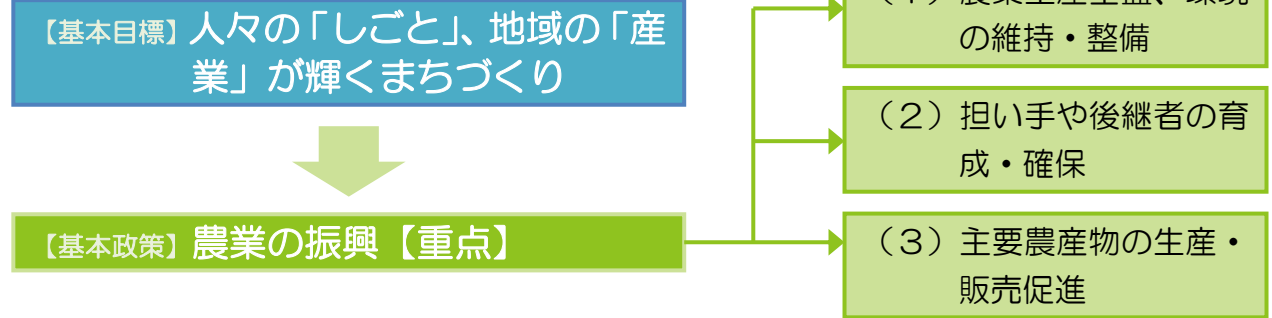 【基本目標】人々の「しごと」、地域の「産
業」が輝くまちづくり
【基本政策】農業の振興【重点】
の維持・整備
（２）担い手や後継者の育
成・確保
（３）主要農産物の生産・
販売促進